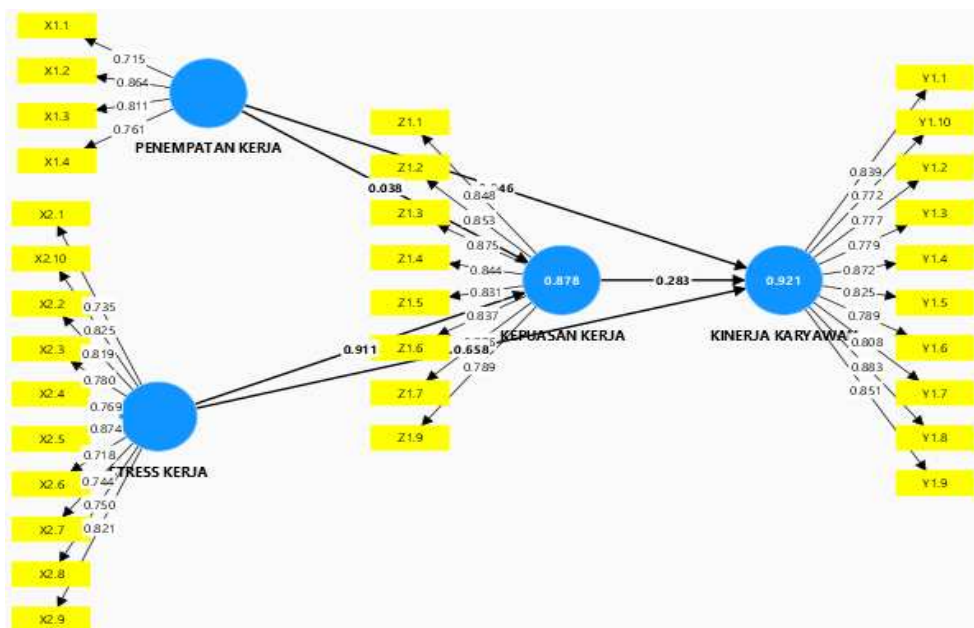 X1.1
X1.2
X1.3
X1.4
0.715
0.864
0.811
0.761
PENEMPATAN KERJA
X2.1
X2.10
X2.2
X2.3
X2.4
X2.5
X2.6
X2.7
X2.8
X2.9
0.735
0.825
0.819
0.780
0.769
0.874
0.718
0.744
0.750
0.821
TRESS KERJA
0.038
0.911
0.658
Z1.1
Z1.2
Z1.3
Z1.4
Z1.5
Z1.6
Z1.7
Z1.9
0.848
0.853
0.875
0.844
0.831
0.837
0.789
0.878
KEPUASAN KERJA
0.283
0.921
KINERJA KARYAWA
0.839
0.772
0.777
0.779
0.872
0.825
0.789
0.808
0.883
0.851
Y1.1
Y1.10
Y1.2
Y1.3
Y1.4
Y1.5
Y1.6
Y1.7
Y1.8
Y1.9